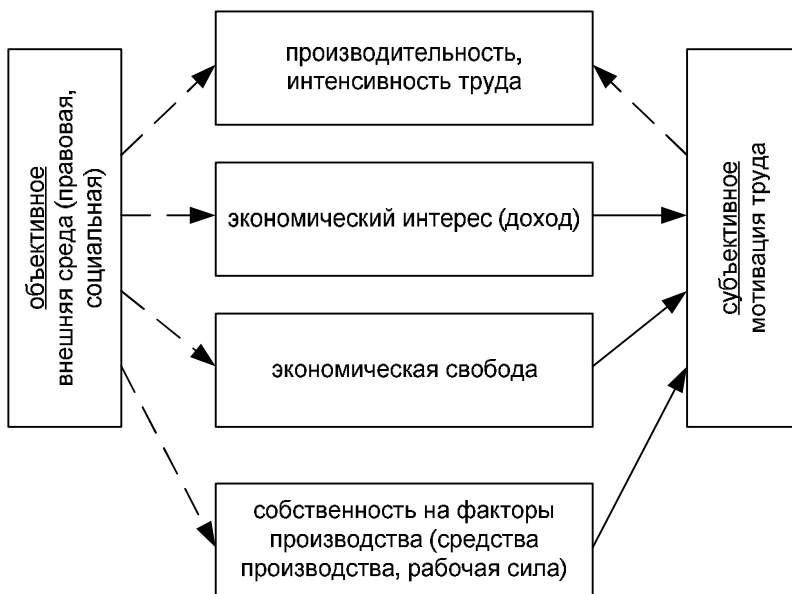 объективное
внешняя среда (правовая,
социальная)
производительность,
интенсивность труда
экономический интерес (доход)
экономическая свобода
собственность на факторы
производства (средства
производства, рабочая сила)
субъективное
мотивация труда